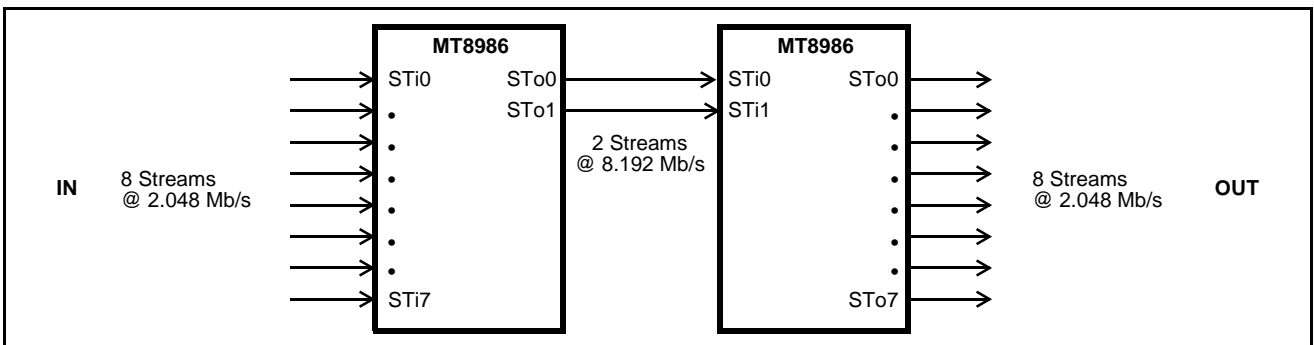 MT8986
MT8986
STi0 STo0
STi0 STo0
STo1
STi1
2 Streams
@ 8.192 Mb/s
IN
8 Streams
@ 2.048 Mb/s
8 Streams
@ 2.048 Mb/s
OUT
STi7
STo7